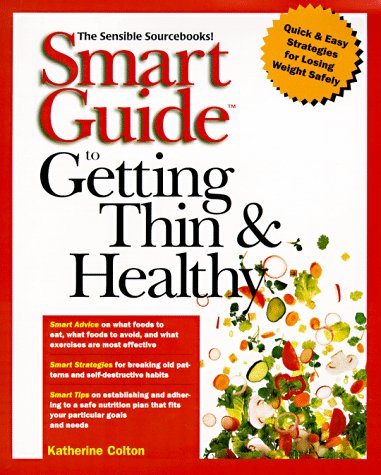 The Sensible Sourcebooks!
Smart
Guide™
to
Getting
Thin &
Healthy
Quick & Easy
Strategies
for Losing
Weight Safely
Smart Advice on what foods to
eat, what foods to avoid, and what
exercises are most effective
Smart Strategies for breaking old pat-
terns and self-destructive habits
Smart Tips on establishing and adher-
ing to a safe nutrition plan that fits
your particular goals
and needs
Katherine Colton